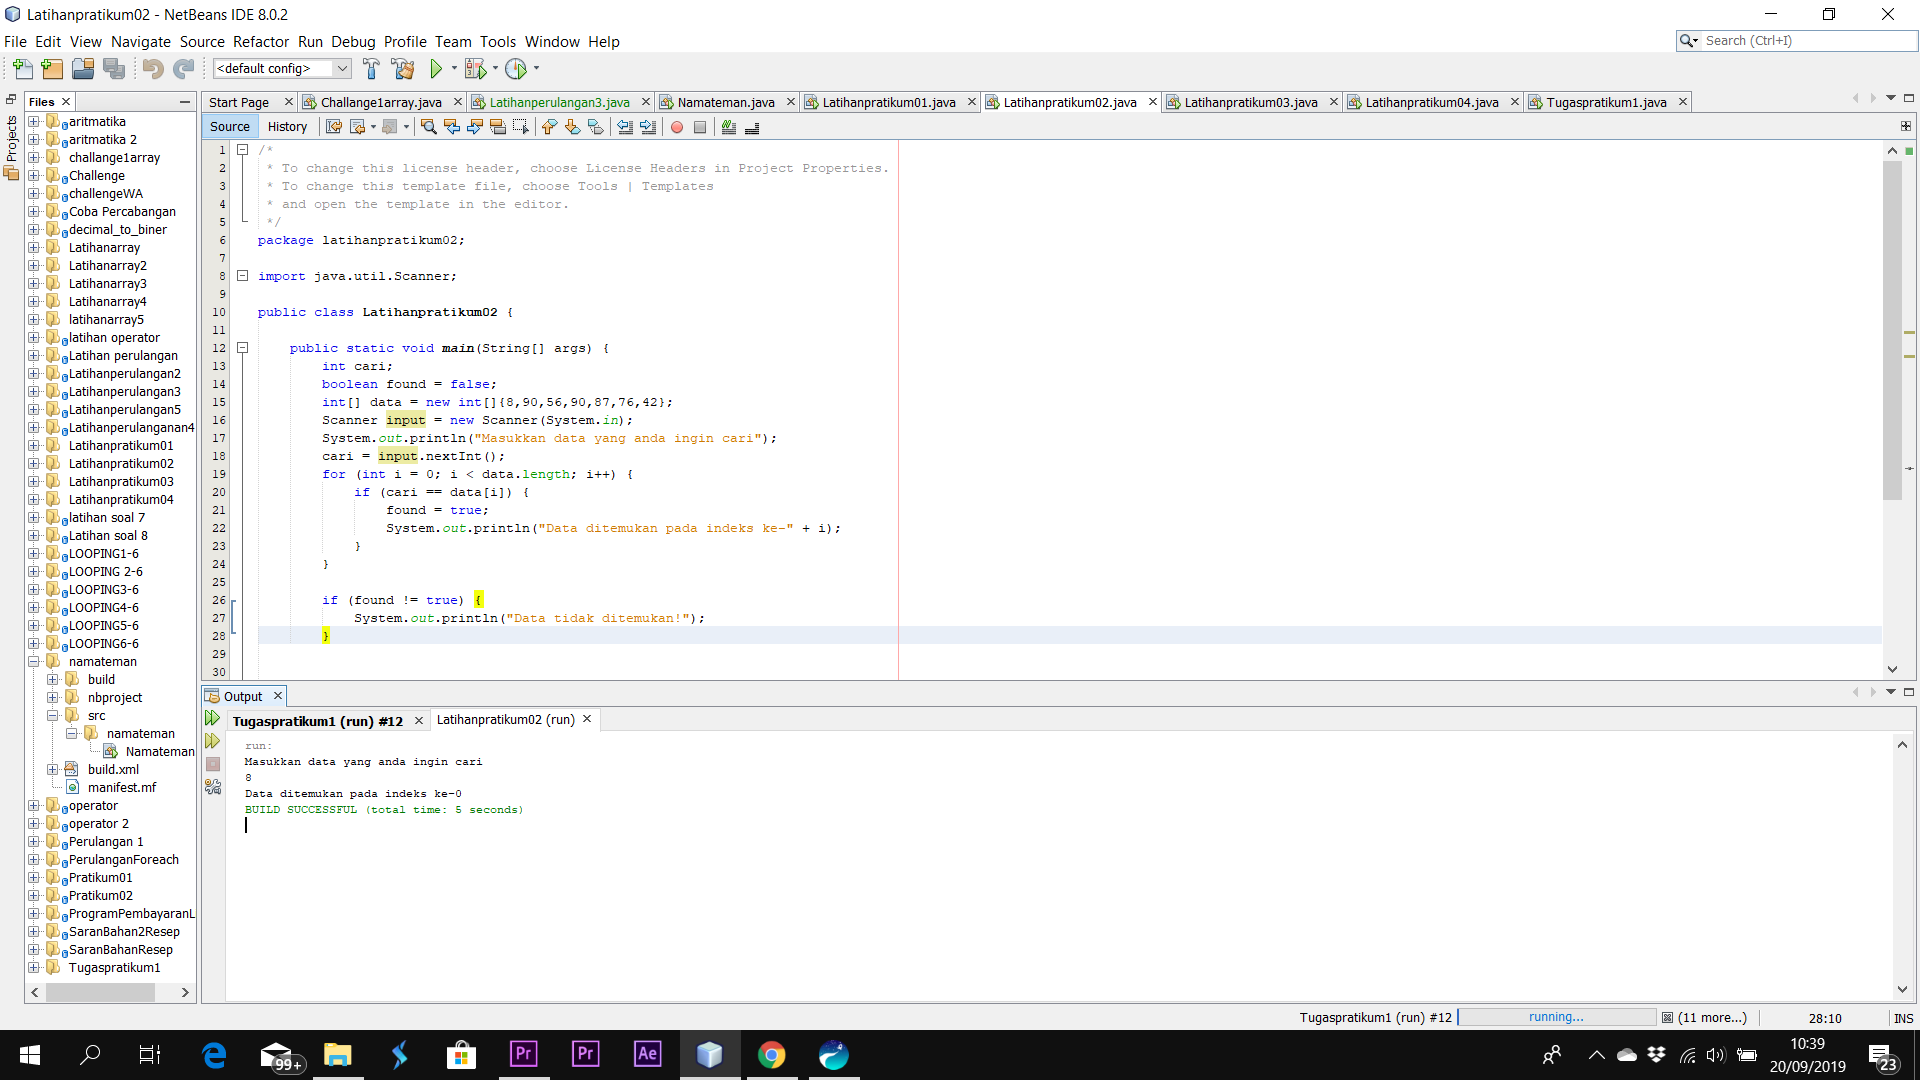 Latihanpratikum02 - NetBeans IDE 8.0.2
File Edit View Navigate Source Refactor Run Debug Profile Team Tools Window Help
Search (Ctrl+I)
<default config>
Projects
Files
aritmatika
aritmatika 2
challange1array
Challenge
challengeWA
Coba Percabangan
decimal_to_biner
Latihanarray
Latihanarray2
Latihanarray3
Latihanarray4
latihanarray5
latihan operator
Latihan perulangan
Latihanperulangan2
Latihanperulangan3
Latihanperulangan5
Latihanperulanganan4
Latihanpratikum01
Latihanpratikum02
Latihanpratikum03
Latihanpratikum04
latihan soal 7
Latihan soal 8
LOOPING1-6
LOOPING 2-6
LOOPING3-6
LOOPING4-6
LOOPING5-6
LOOPING6-6
namateman
build
nbproject
src
namateman
Namateman
build.xml
manifest.mf
operator
operator 2
Perulangan 1
PerulanganForeach
Pratikum01
Pratikum02
ProgramPembayaranL
SaranBahan2Resep
SaranBahanResep
Tugaspratikum1
Start Page Challange1array.java Latihanperulangan3.java Namateman.java Latihanpratikum01.java Latihanpratikum02.java Latihanpratikum03.java Latihanpratikum04.java Tugaspratikum1.java
Source History
1 /*
2 * To change this license header, choose License Headers in Project Properties.
3 * To change this template file, choose Tools | Templates
4 * and open the template in the editor.
5 */
6 package latihanpratikum02;
7
8 import java.util.Scanner;
9
10 public class Latihanpratikum02 {
11
12 public static void main(String[] args) {
13 int cari;
14 boolean found = false;
15 int[] data = new int[]{8,90,56,90,87,76,42};
16 Scanner input = new Scanner(System.in);
17 System.out.println("Masukkan data yang anda ingin cari");
18 cari = input.nextInt();
19 for (int i = 0; i < data.length; i++) {
20 if (cari == data[i]) {
21 found = true;
22 System.out.println("Data ditemukan pada indeks ke-" + i);
23 }
24 }
25
26 if (found != true) {
27 System.out.println("Data tidak ditemukan!");
28 }
29
30
Output
Tugaspratikum1 (run) #12 Latihanpratikum02 (run)
run:
Masukkan data yang anda ingin cari
8
Data ditemukan pada indeks ke-0
BUILD SUCCESSFUL (total time: 5 seconds)
Tugaspratikum1 (run) #12 running... (11 more...) 28:10 INS
99+
Pr
Pr
Ae
10:39
20/09/2019
23